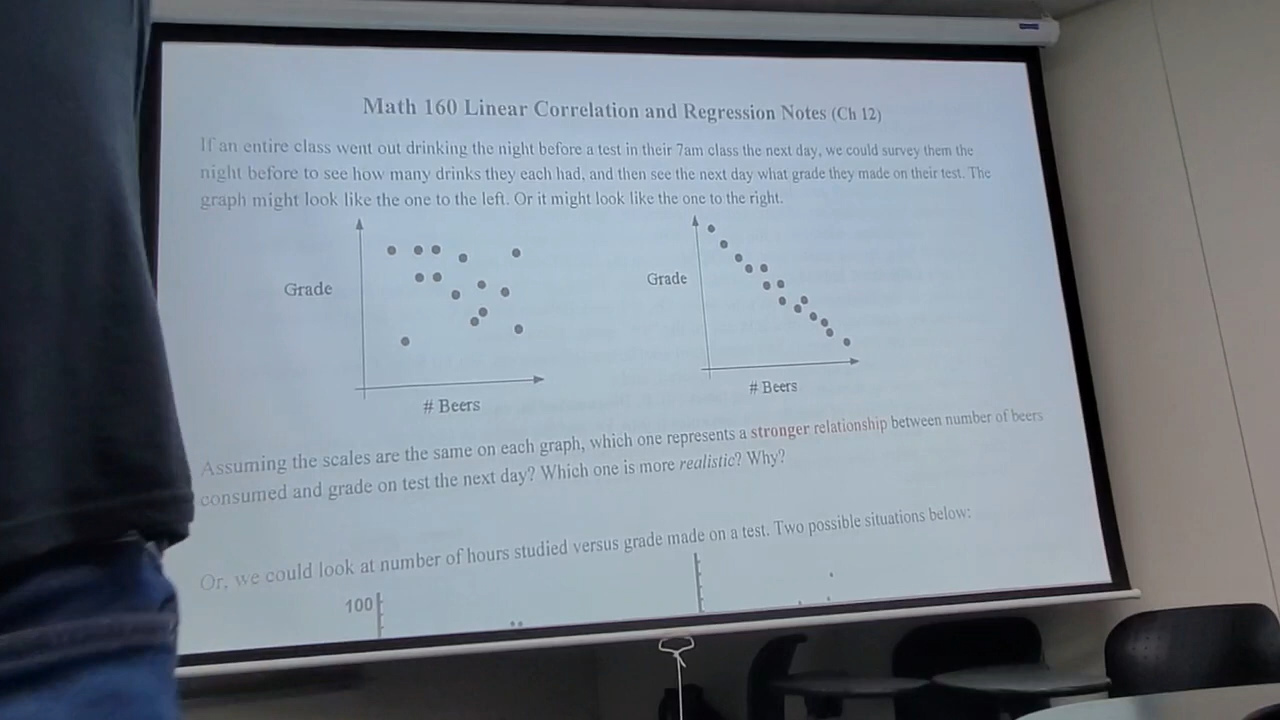 Math 160 Linear Correlation and Regression Notes (Ch 12)
If an entire class went out drinking the night before a test in their 7am class the next day, we could survey them the
night before to see how many drinks they each had, and then see the next day what grade they made on their test. The
graph might look like the one to the left. Or it might look like the one to the right.
Grade
# Beers
Grade
# Beers
Assuming the scales are the same on each graph, which one represents a stronger relationship between number of beers
consumed and grade on test the next day? Which one is more realistic? Why?
Or, we could look at number of hours studied versus grade made on a test. Two possible situations below:
100